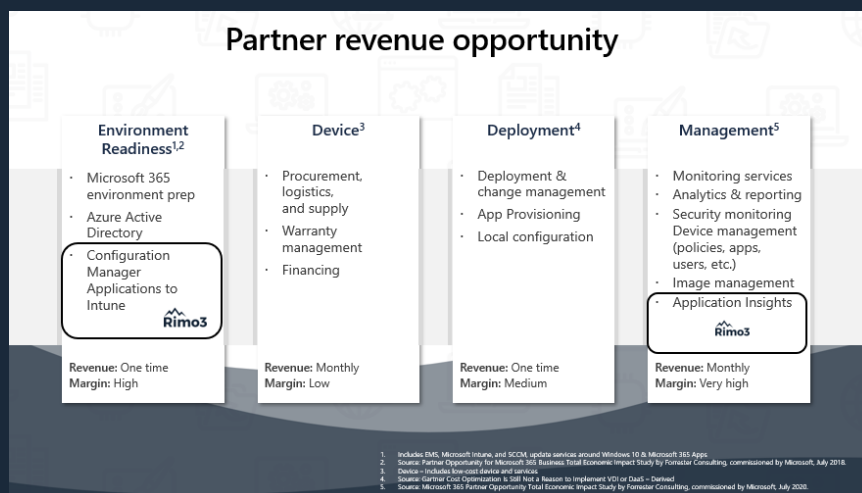 Partner revenue opportunity
Environment
Readiness1,2
· Microsoft 365
environment prep
· Azure Active
Directory
· Configuration
Manager
Applications to
Intune
Rimo3
Revenue: One time
Margin: High
Device3
· Procurement,
logistics,
and supply
· Warranty
management
· Financing
Revenue: Monthly
Margin: Low
Deployment4
· Deployment &
change management
· App Provisioning
· Local configuration
Revenue: One time
Margin: Medium
Management5
· Monitoring services
· Analytics & reporting
· Security monitoring
Device management
(policies, apps,
users, etc.)
· Image management
· Application Insights
Rimo3
Revenue: Monthly
Margin: Very high
1. Includes EMS, Microsoft Intune, and SCCM, update services around Windows 10 & Microsoft 365 Apps
2. Source: Partner Opportunity for Microsoft 365 Business Total Economic Impact Study by Forrester Consulting, commissioned by Microsoft, July 2018.
3. Device – Includes low-cost device and services
4. Source: Gartner Cost Optimization Is Still Not a Reason to Implement VDI or DaaS – Derived
5. Source: Microsoft 365 Partner Opportunity Total Economic Impact Study by Forrester Consulting, commissioned by Microsoft, July 2020.